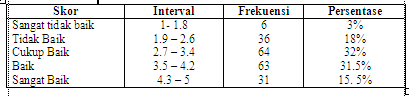 Skor Interval Frekuensi Persentase
Sangat tidak baik 1- 1.8 6 3%
Tidak Baik 1.9 – 2.6 36 18%
Cukup Baik 2.7 – 3.4 64 32%
Baik 3.5 – 4.2 63 31.5%
Sangat Baik 4.3 – 5 31 15. 5%